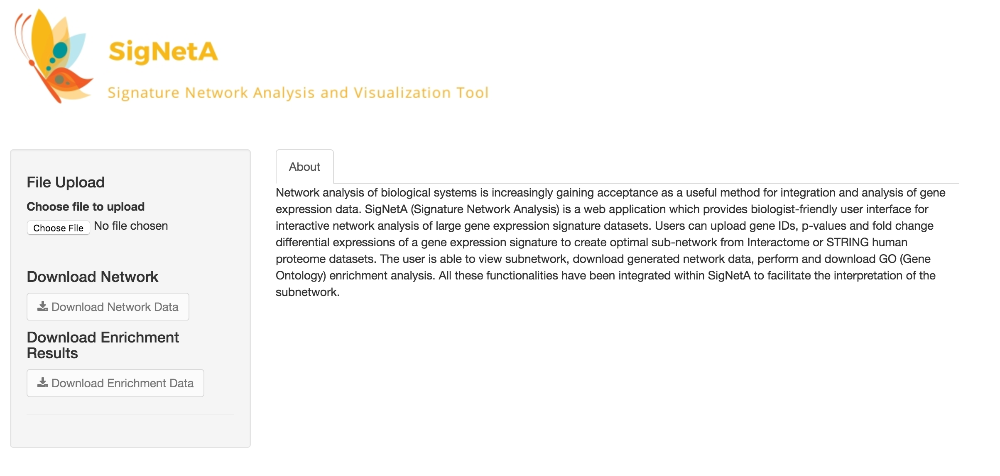 SigNetA
Signature Network Analysis and Visualization Tool
File Upload
Choose file to upload
Choose File No file chosen
Download Network
Download Network Data
Download Enrichment
Results
Download Enrichment Data
About
Network analysis of biological systems is increasingly gaining acceptance as a useful method for integration and analysis of gene
expression data. SigNetA (Signature Network Analysis) is a web application which provides biologist-friendly user interface for
interactive network analysis of large gene expression signature datasets. Users can upload gene IDs, p-values and fold change
differential expressions of a gene expression signature to create optimal sub-network from Interactome or STRING human
proteome datasets. The user is able to view subnetwork, download generated network data, perform and download GO (Gene
Ontology) enrichment analysis. All these functionalities have been integrated within SigNetA to facilitate the interpretation of the
subnetwork.